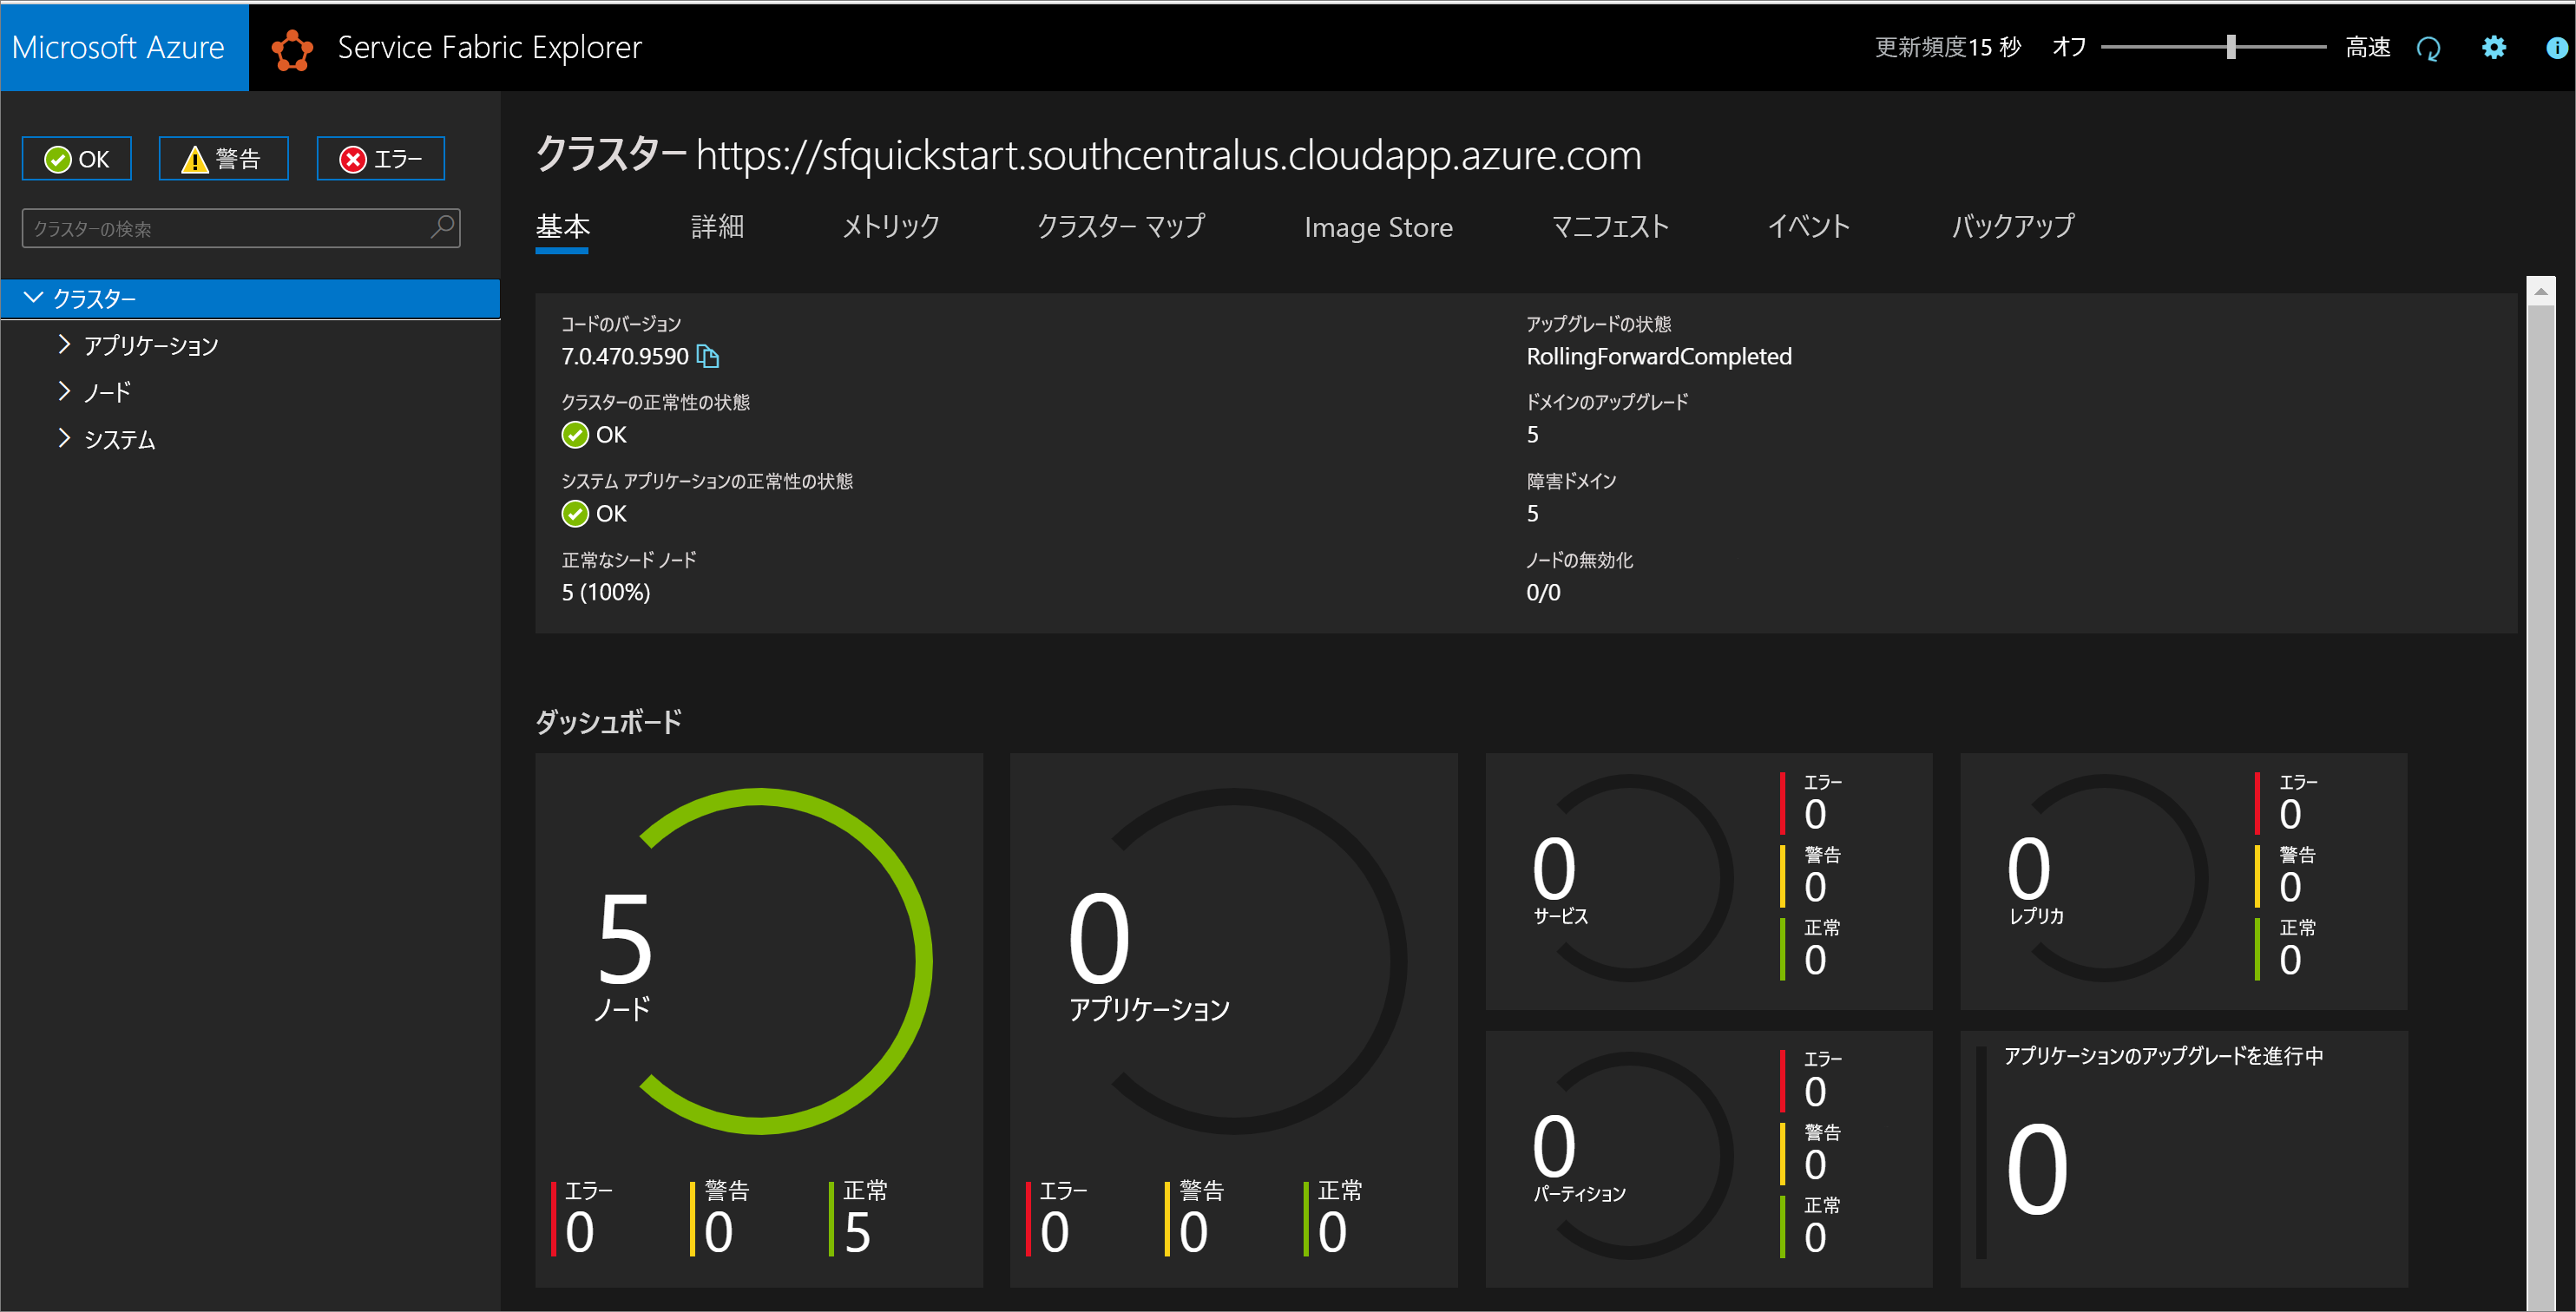 Microsoft Azure
Service Fabric Explorer
更新頻度15 秒 オフ 高速
OK 警告 エラー
クラスターの検索
クラスター
アプリケーション
ノード
システム
クラスター https://sfquickstart.southcentralus.cloudapp.azure.com
基本 詳細 メトリック クラスター マップ Image Store マニフェスト イベント バックアップ
コードのバージョン
7.0.470.9590
クラスターの正常性の状態
OK
システム アプリケーションの正常性の状態
OK
正常なシード ノード
5 (100%)
アップグレードの状態
RollingForwardCompleted
ドメインのアップグレード
5
障害ドメイン
5
ノードの無効化
0/0
ダッシュボード
5
ノード
エラー 警告 正常
0 0 5
0
アプリケーション
エラー 警告 正常
0 0 0
0
サービス
エラー
0
警告
0
正常
0
0
レプリカ
エラー
0
警告
0
正常
0
0
パーティション
エラー
0
警告
0
正常
0
アプリケーションのアップグレードを進行中
0